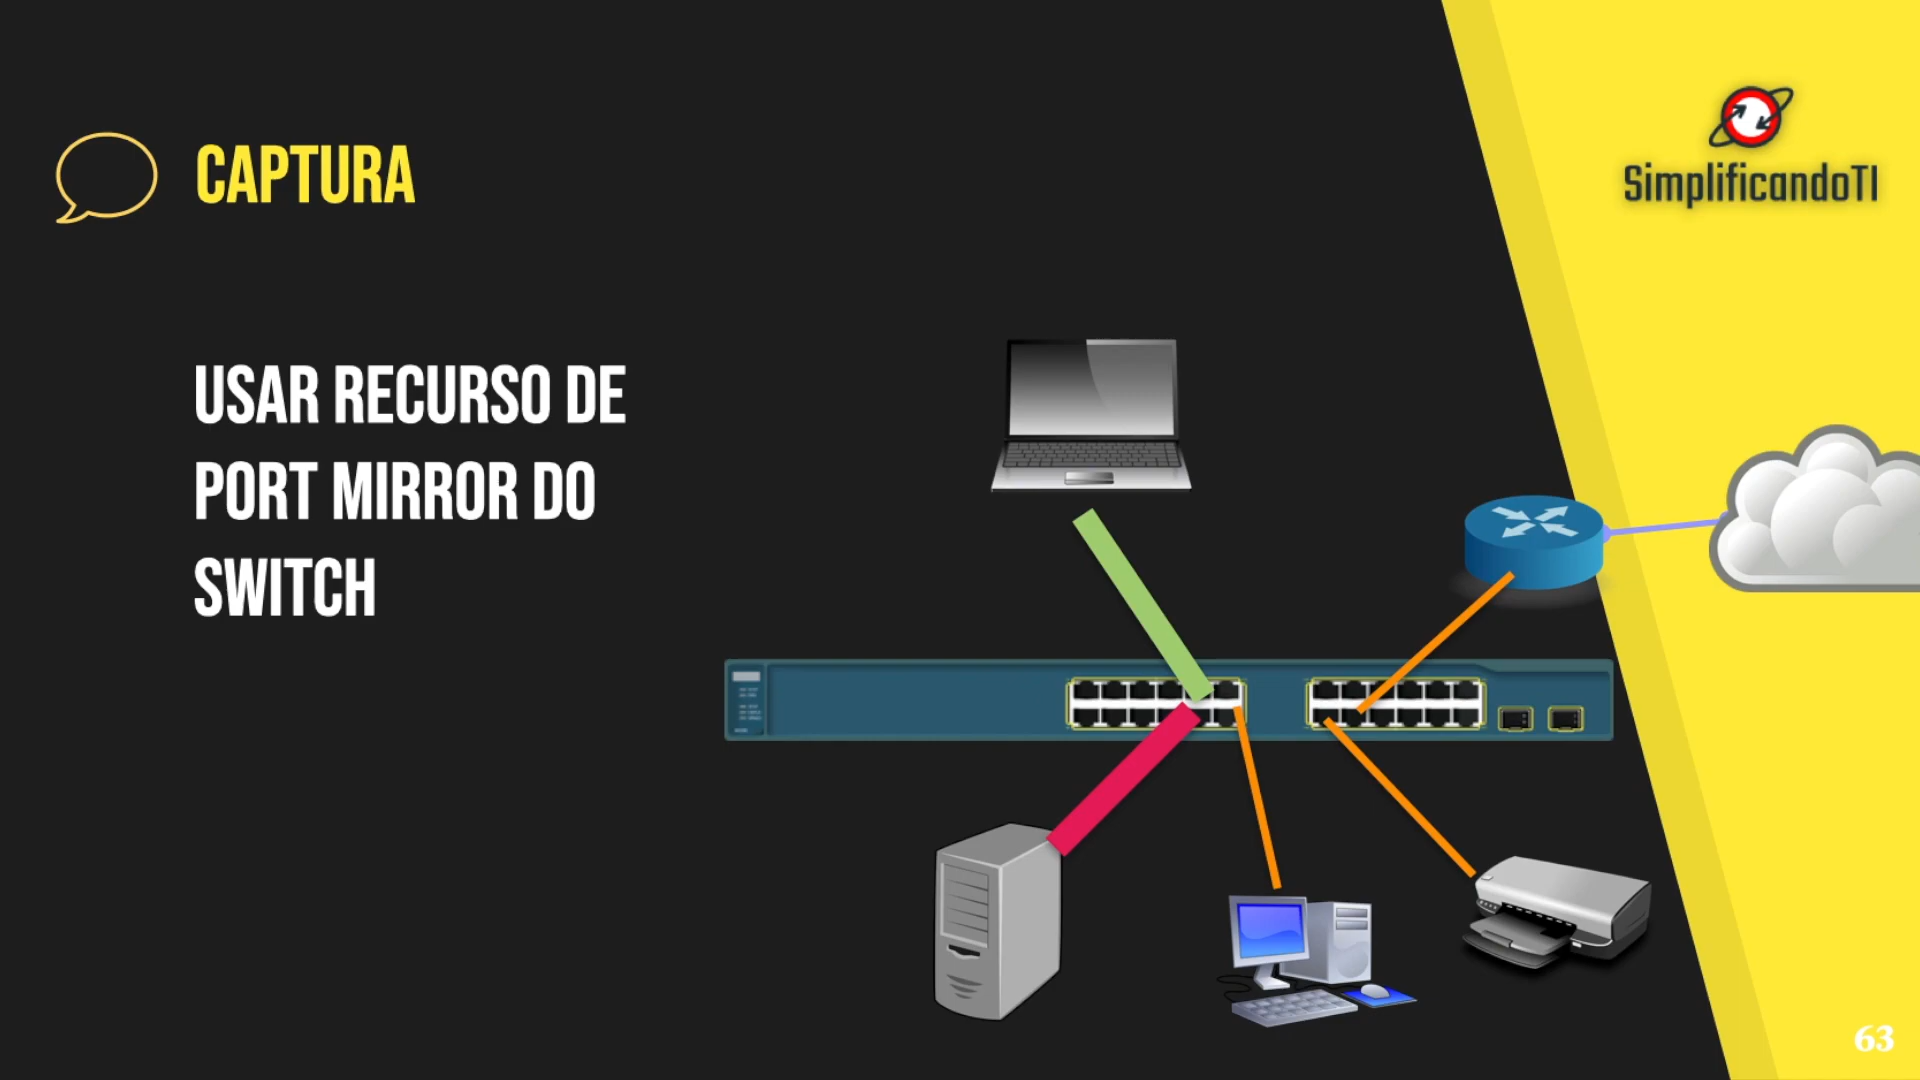 CAPTURA
SimplificandoTI
USAR RECURSO DE
PORT MIRROR DO
SWITCH
63